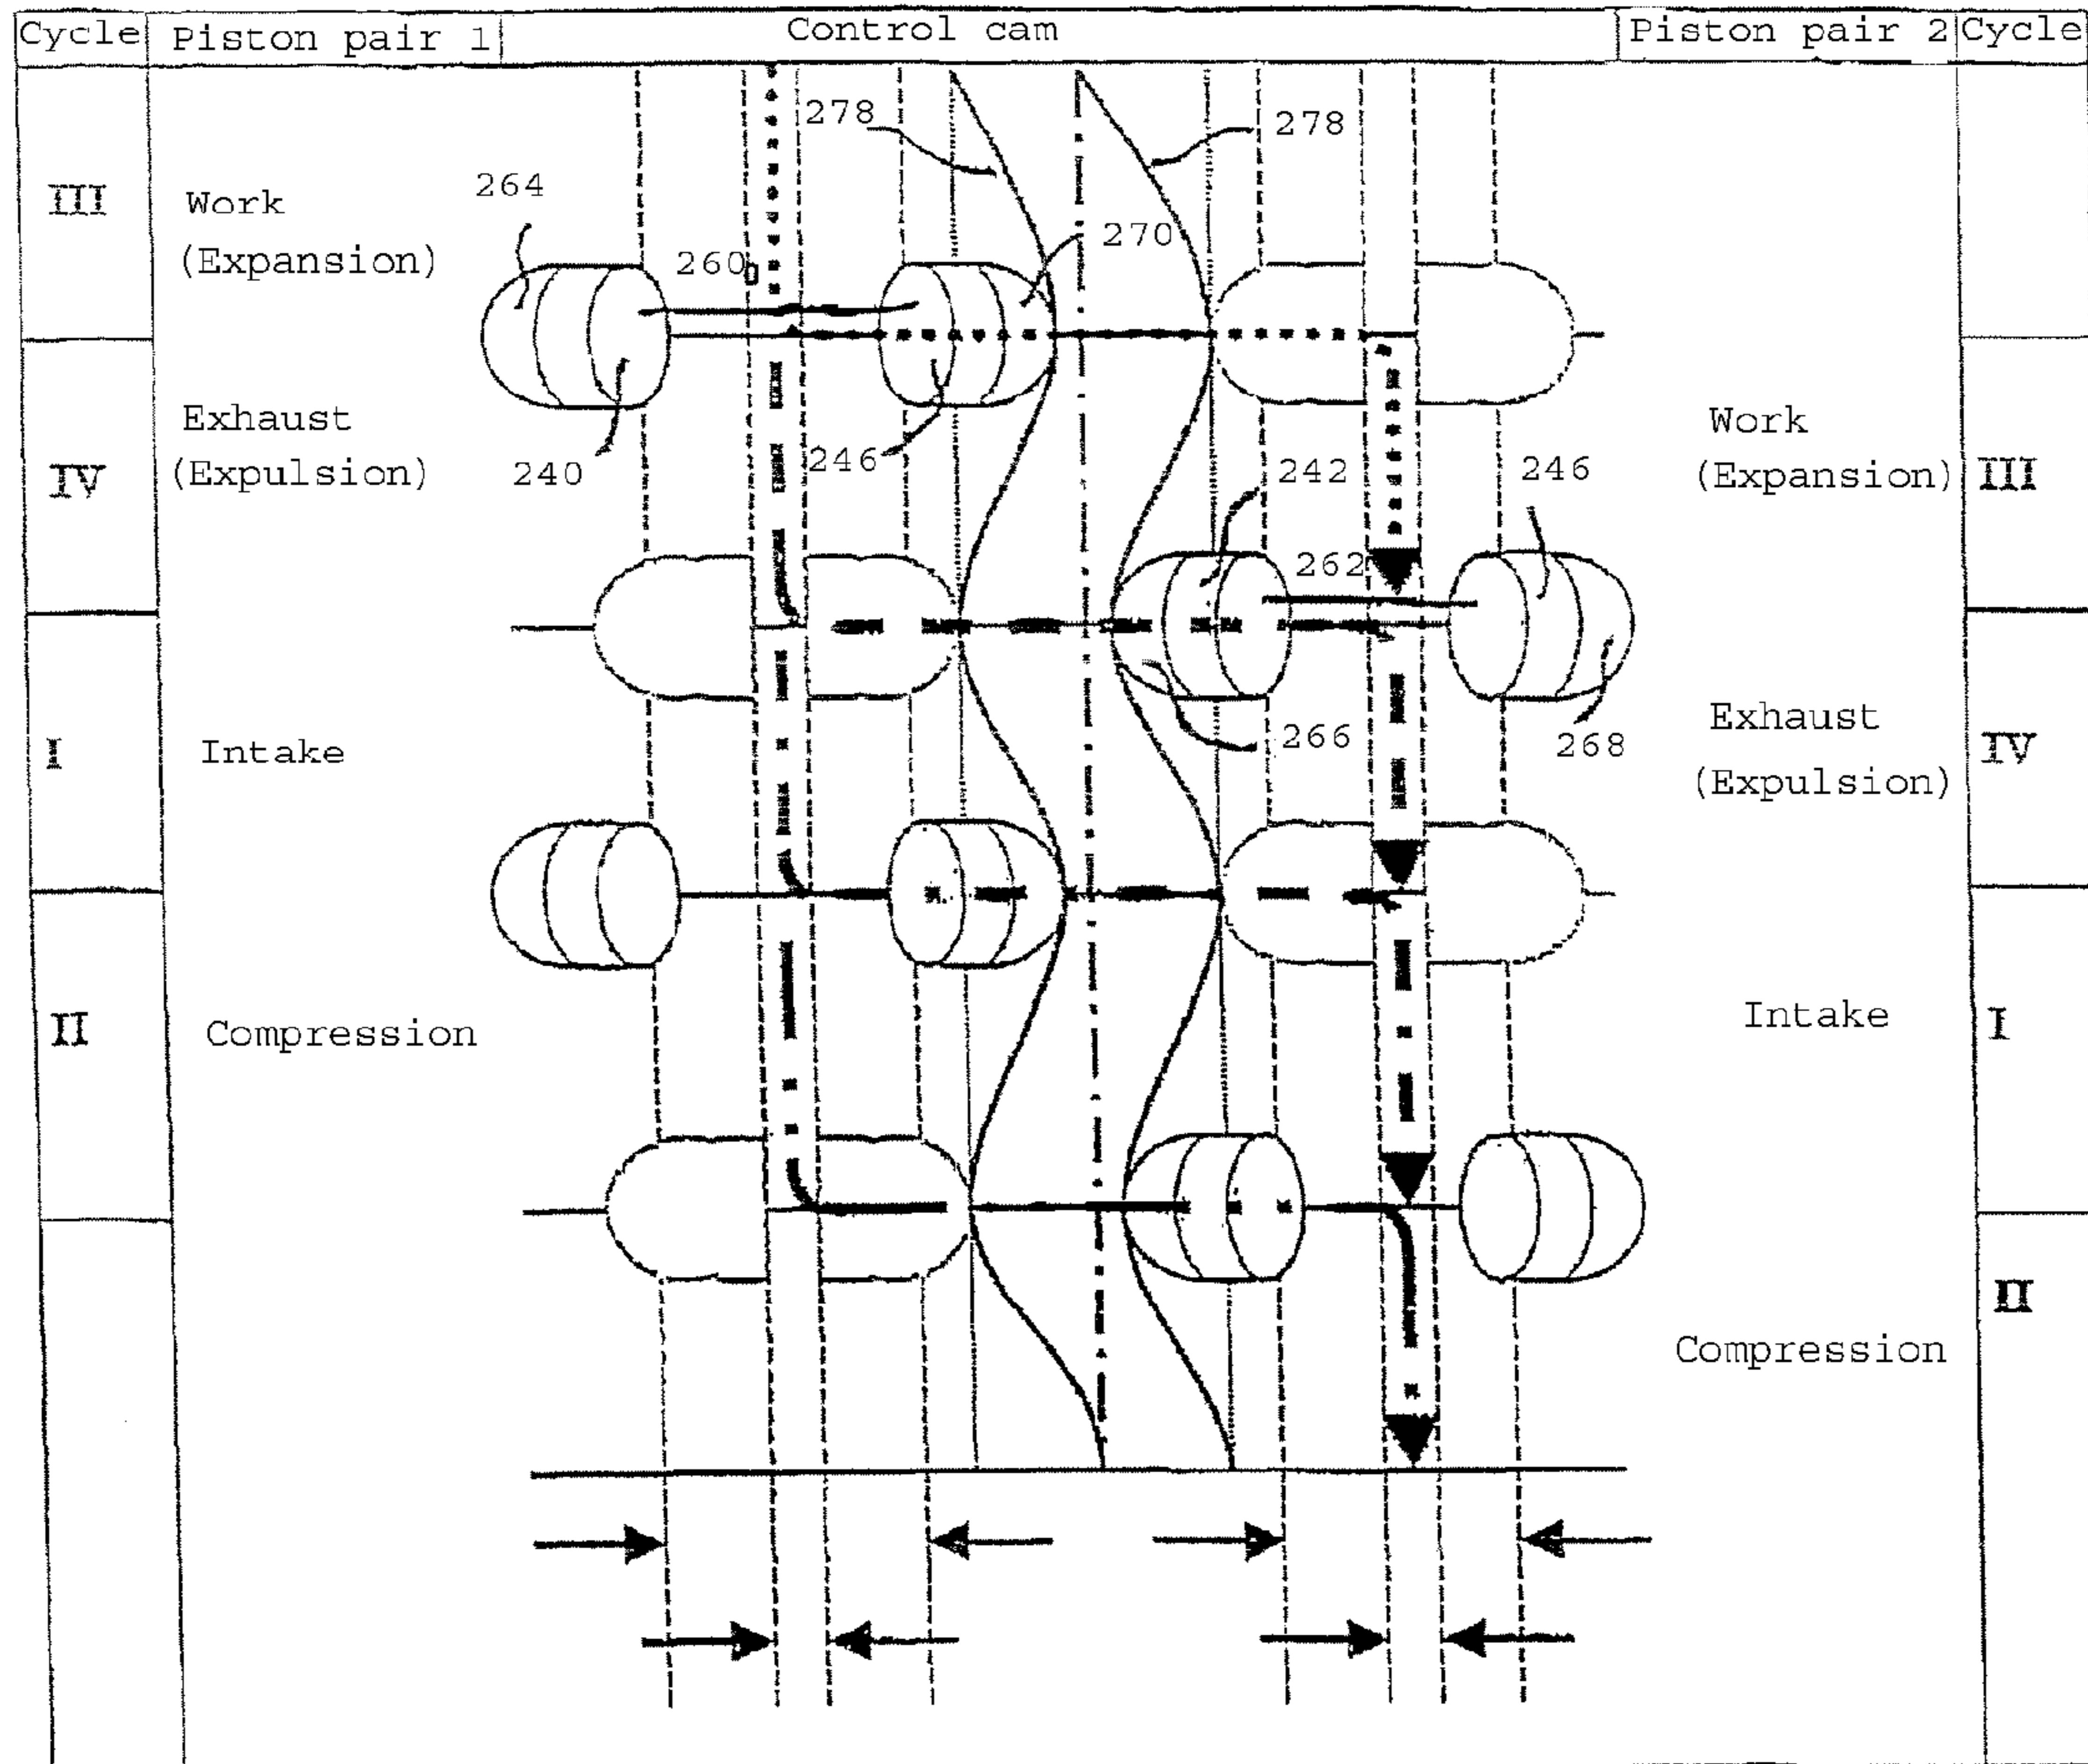 Cycle Piston pair 1 Control cam Piston pair 2 Cycle
278 278
III Work 264
(Expansion) 260 270
Exhaust Work
IV (Expulsion) 240 246 242 246 (Expansion) III
262
Exhaust
I Intake 266 268 (Expulsion) IV
II Compression Intake I
II
Compression